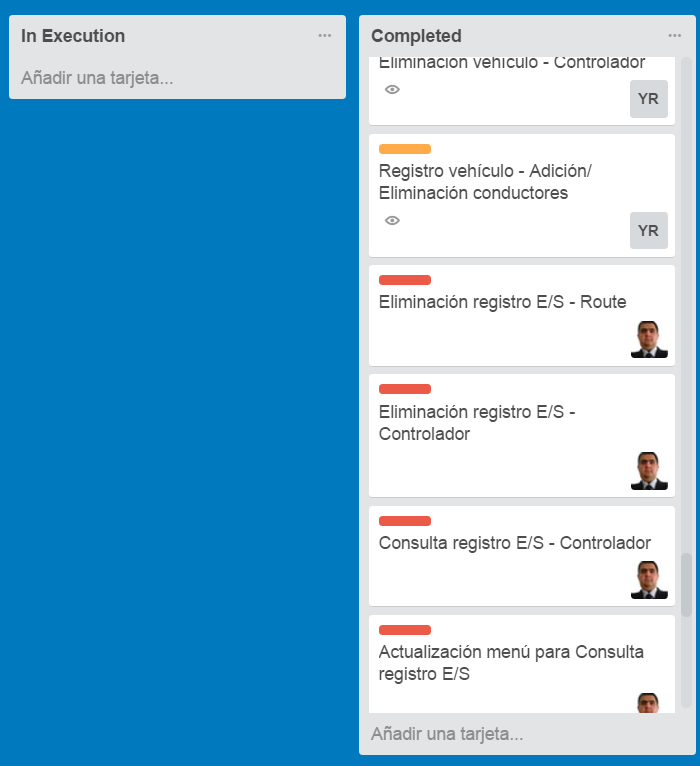 In Execution
Añadir una tarjeta...
Completed
Eliminación vehículo - Controlador
YR
Registro vehículo - Adición/
Eliminación conductores
YR
Eliminación registro E/S - Route
Eliminación registro E/S -
Controlador
Consulta registro E/S - Controlador
Actualización menú para Consulta
registro E/S
Añadir una tarjeta...